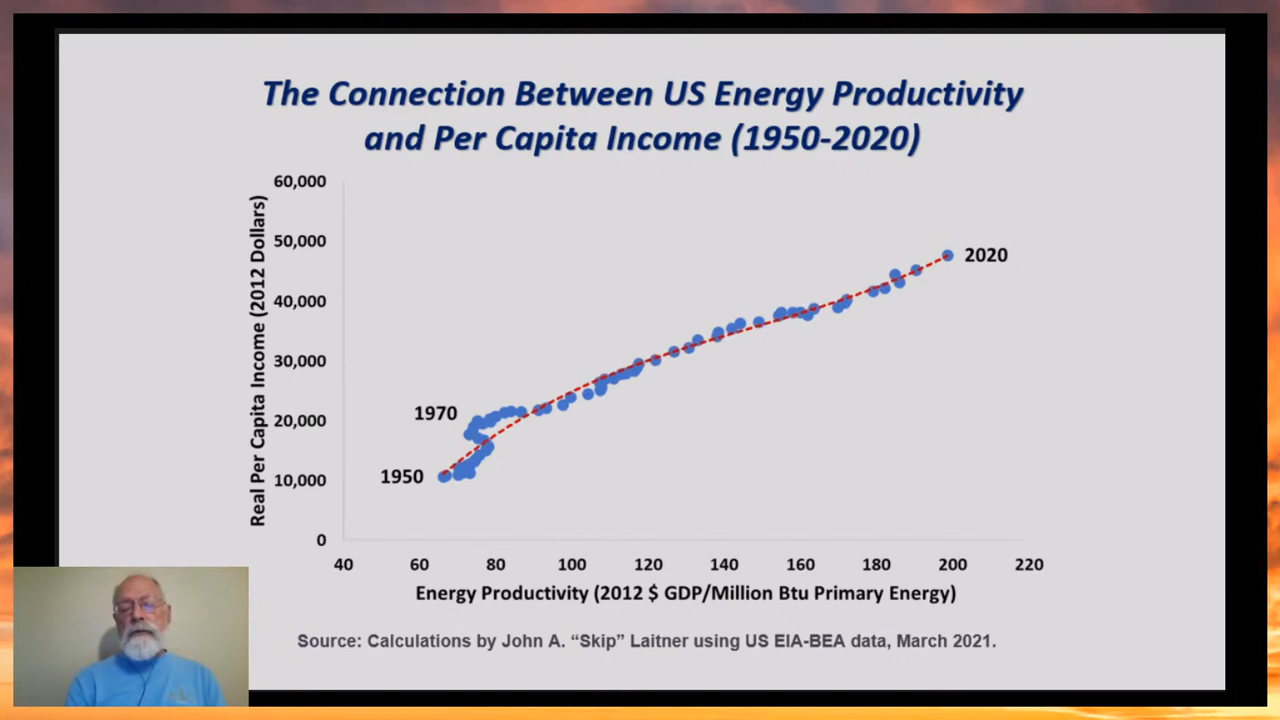 The Connection Between US Energy Productivity
and Per Capita Income (1950-2020)
Real Per Capita Income (2012 Dollars)
60,000
50,000
40,000
30,000
20,000
10,000
0
2020
1970
1950
40 60 80 100 120 140 160 180 200 220
Energy Productivity (2012 $ GDP/Million Btu Primary Energy)
Source: Calculations by John A. “Skip” Laitner using US EIA-BEA data, March 2021.